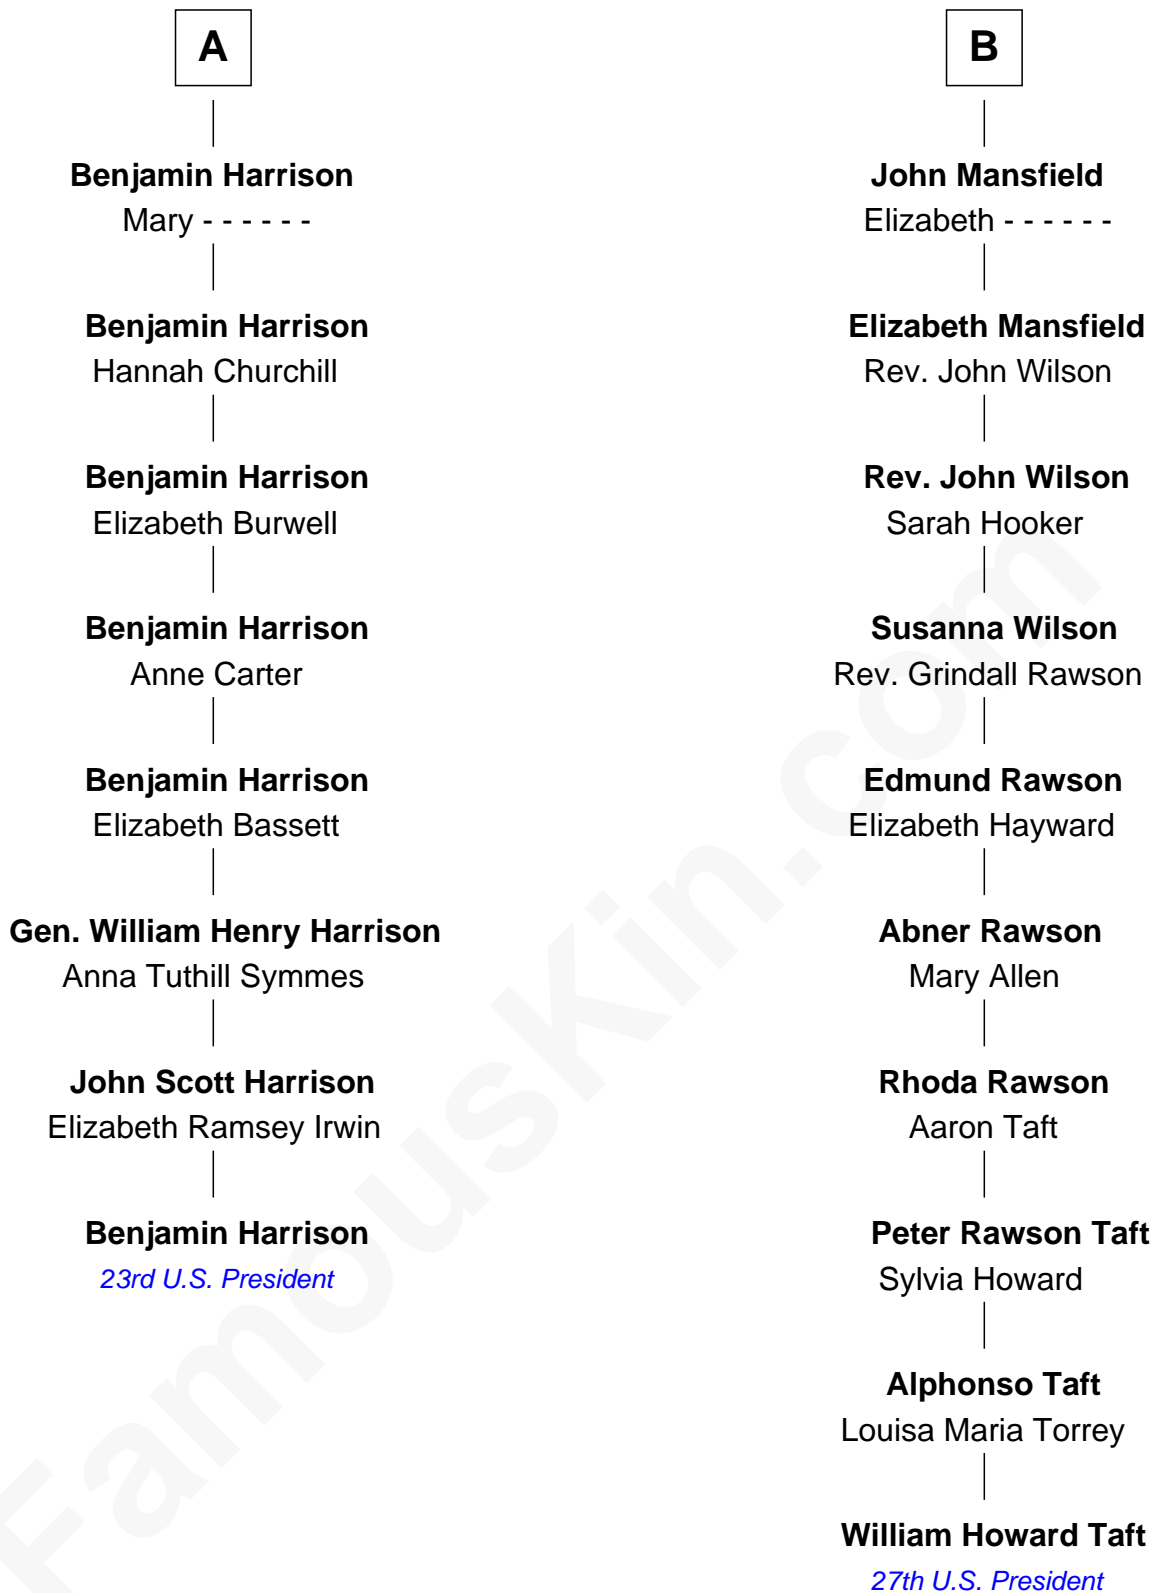 A
Benjamin Harrison
Mary - - - - - -
Benjamin Harrison
Hannah Churchill
Benjamin Harrison
Elizabeth Burwell
Benjamin Harrison
Anne Carter
Benjamin Harrison
Elizabeth Bassett
Gen. William Henry Harrison
Anna Tuthill Symmes
John Scott Harrison
Elizabeth Ramsey Irwin
Benjamin Harrison
23rd U.S. President
B
John Mansfield
Elizabeth - - - - - -
Elizabeth Mansfield
Rev. John Wilson
Rev. John Wilson
Sarah Hooker
Susanna Wilson
Rev. Grindall Rawson
Edmund Rawson
Elizabeth Hayward
Abner Rawson
Mary Allen
Rhoda Rawson
Aaron Taft
Peter Rawson Taft
Sylvia Howard
Alphonso Taft
Louisa Maria Torrey
William Howard Taft
27th U.S. President
FamousKin.com